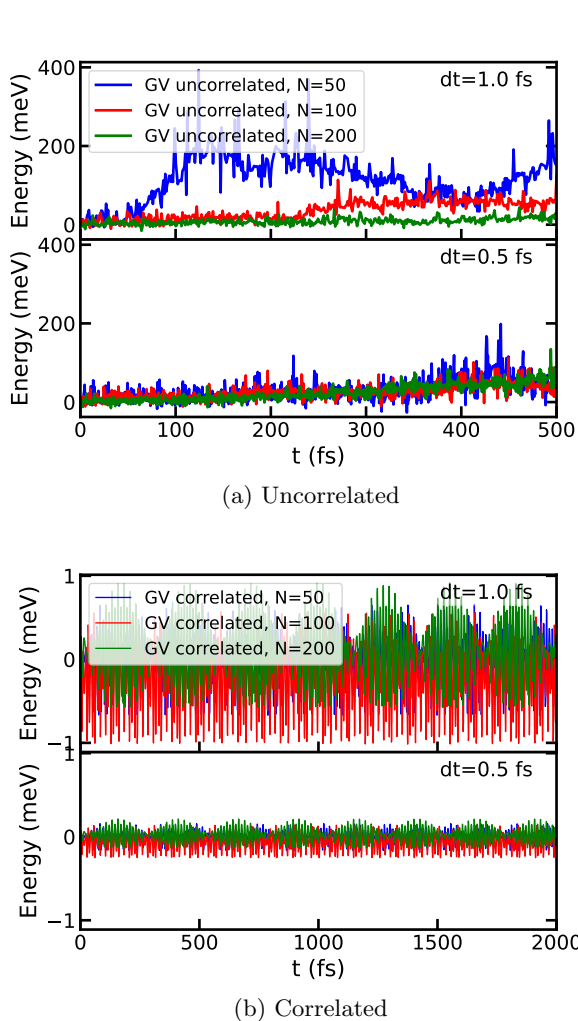 400
200
0
Energy (meV)
GV uncorrelated, N=50
GV uncorrelated, N=100
GV uncorrelated, N=200
dt=1.0 fs
400
200
0
Energy (meV)
dt=0.5 fs
0 100 200 300 400 500
t (fs)
(a) Uncorrelated
1
0
−1
Energy (meV)
GV correlated, N=50
GV correlated, N=100
GV correlated, N=200
dt=1.0 fs
1
0
−1
Energy (meV)
dt=0.5 fs
0 500 1000 1500 2000
t (fs)
(b) Correlated